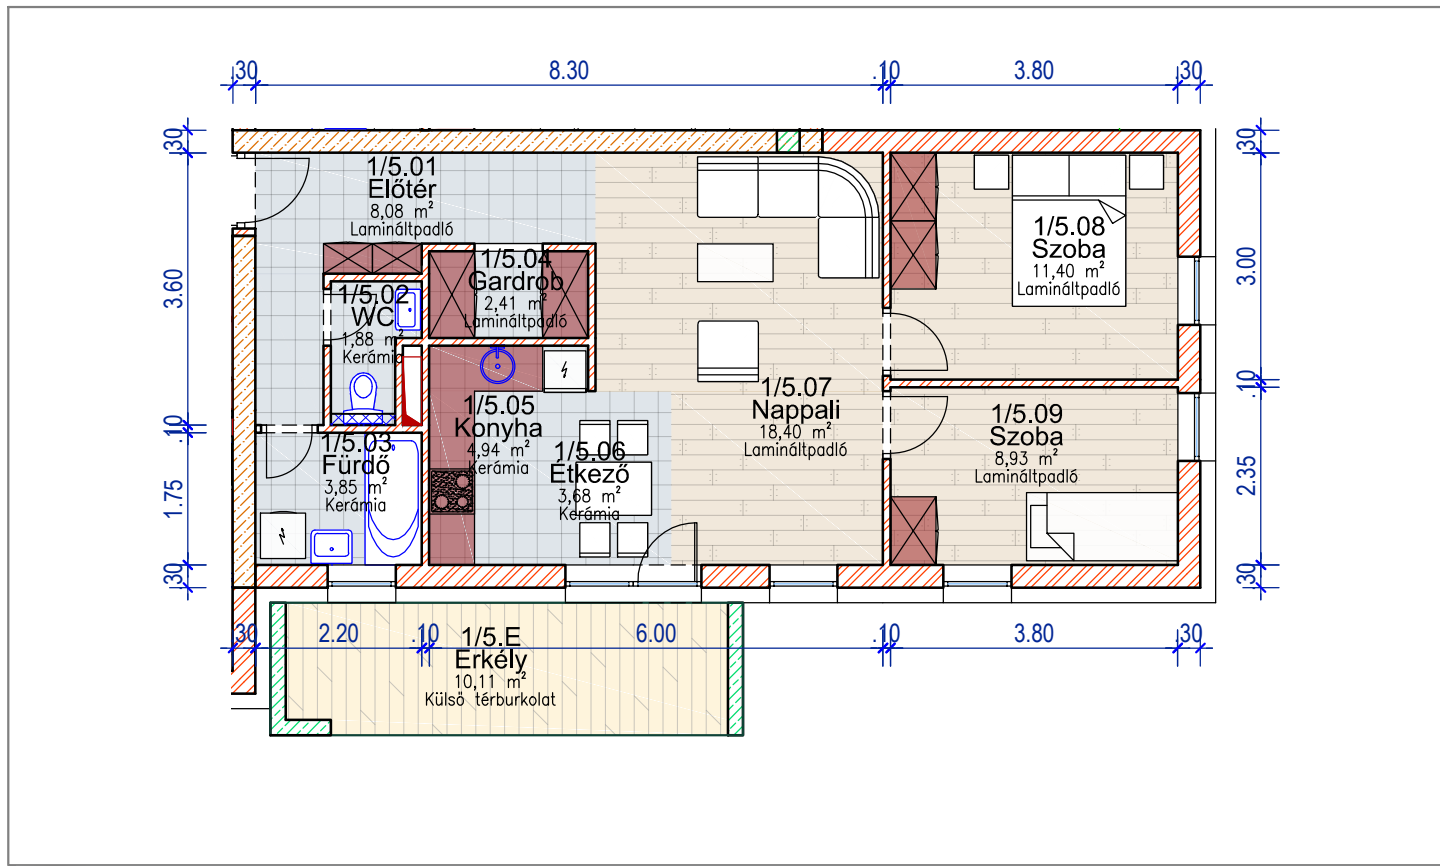 .30 8.30 .10 3.80 .30
.30
3.60
.10
1.75
.30
1/5.01
Előtér
8,08 m²
Lamináltpadló
1/5.04
Gardrób
2,41 m²
Lamináltpadló
1/5.02
WC
1,88 m²
Kerámia
1/5.03
Fürdő
3,85 m²
Kerámia
1/5.05
Konyha
4,94 m²
Kerámia
1/5.06
Étkező
3,68 m²
Kerámia
1/5.07
Nappali
18,40 m²
Lamináltpadló
1/5.08
Szoba
11,40 m²
Lamináltpadló
1/5.09
Szoba
8,93 m²
Lamináltpadló
.30
3.00
.10
2.35
.30
.30 2.20 .10 6.00 .10 3.80 .30
1/5.E
Erkély
10,11 m²
Külső térburkolat